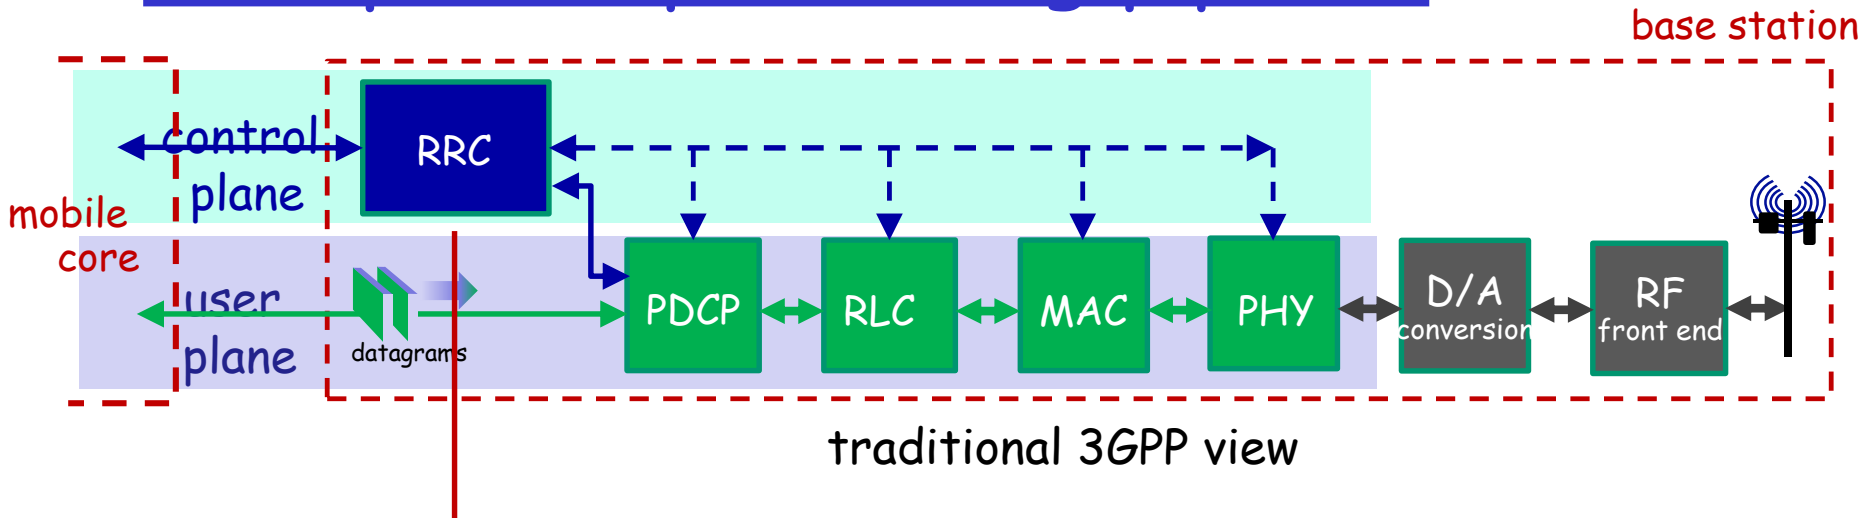 base station
control
plane
RRC
mobile
core
user
plane
datagrams
PDCP
RLC
MAC
PHY
D/A
conversion
RF
front end
traditional 3GPP view